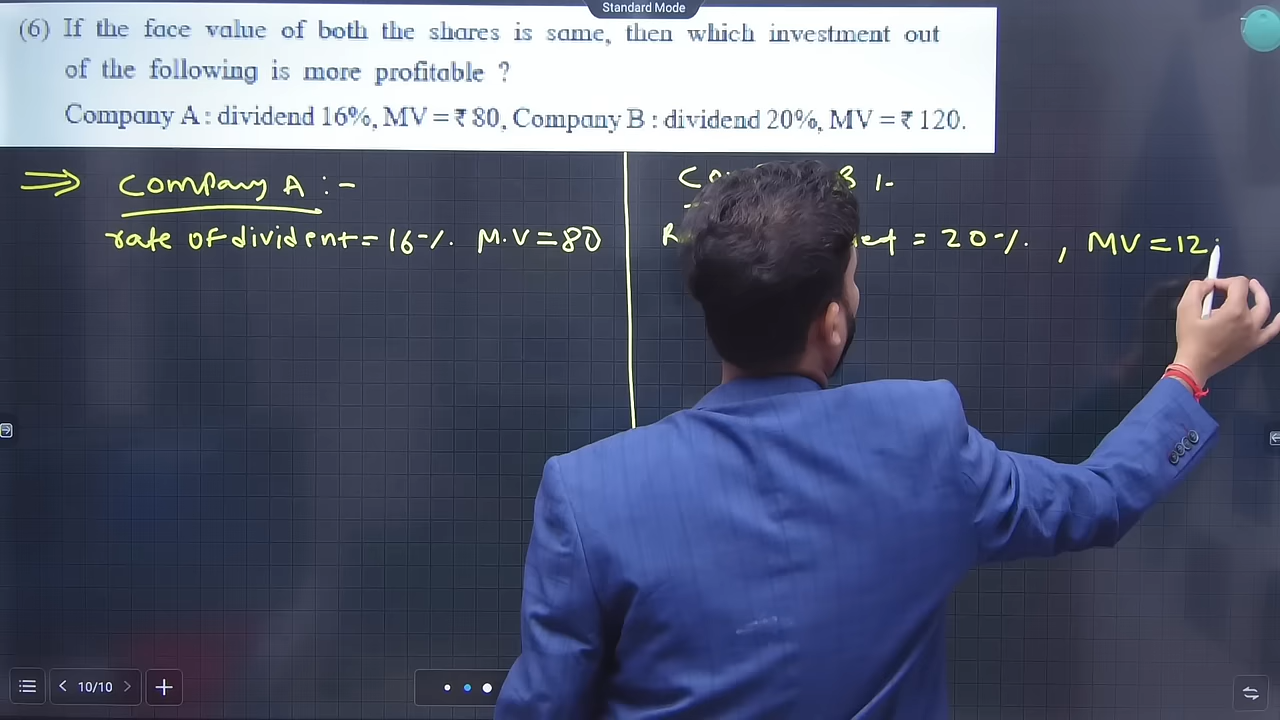 Standard Mode
(6) If the face value of both the shares is same, then which investment out
of the following is more profitable ?
Company A : dividend 16%, MV = ₹ 80, Company B : dividend 20%, MV = ₹ 120.
⇒ Company A :-
rate of divident = 16%. M.V = 80
= 20%. , MV = 12
10/10